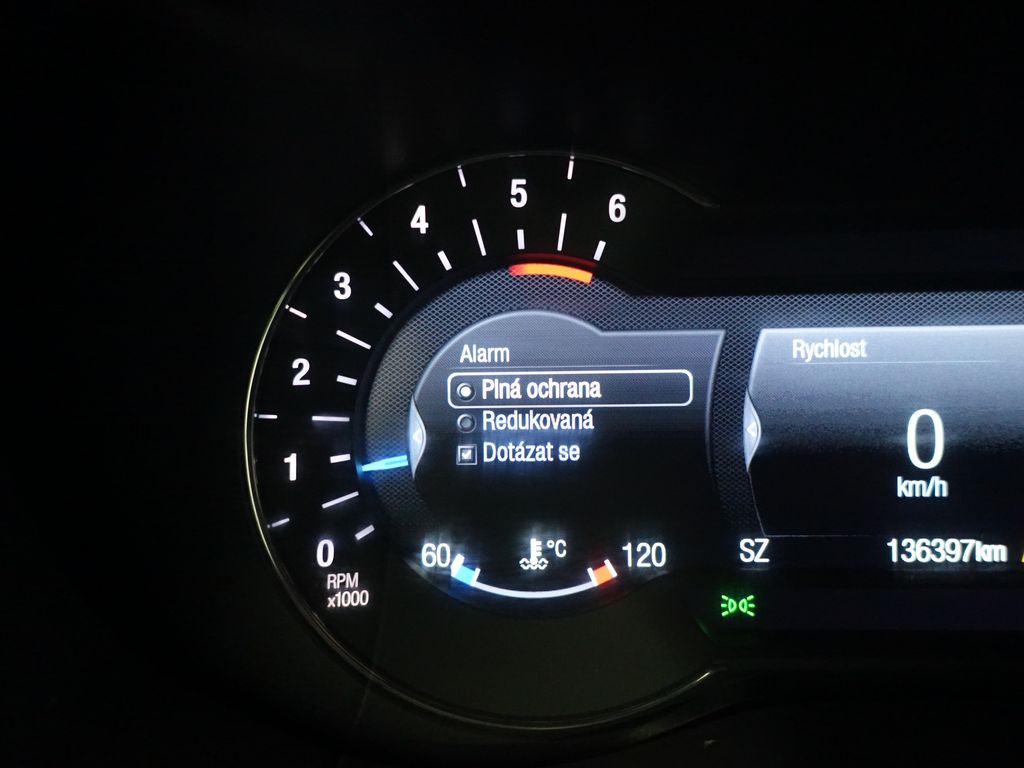 0
1
2
3
4
5
6
RPM
x1000
Alarm
Plná ochrana
Redukovaná
Dotázat se
60
°C
120
Rychlost
0
km/h
SZ
136397km